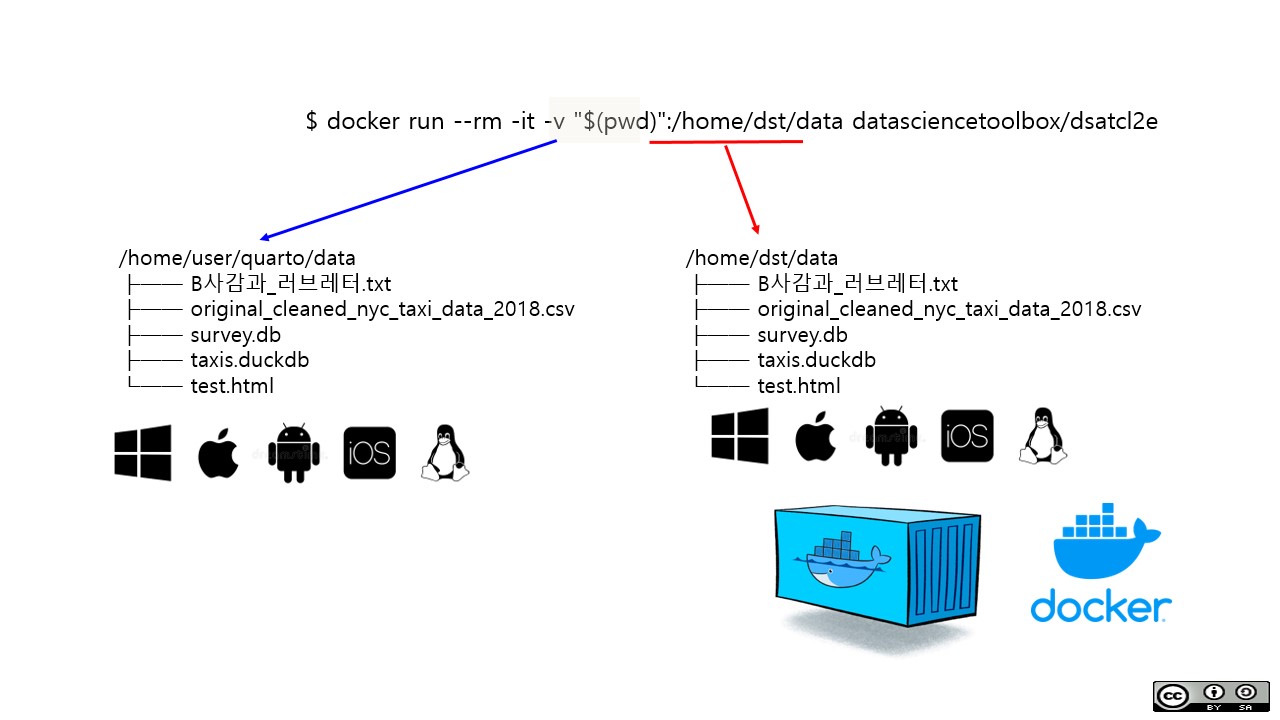 $ docker run --rm -it -v "$(pwd)":/home/dst/data datasciencetoolbox/dsatcl2e
/home/user/quarto/data
├── B사감과_러브레터.txt
├── original_cleaned_nyc_taxi_data_2018.csv
├── survey.db
├── taxis.duckdb
└── test.html
iOS
/home/dst/data
├── B사감과_러브레터.txt
├── original_cleaned_nyc_taxi_data_2018.csv
├── survey.db
├── taxis.duckdb
└── test.html
iOS
docker
cc
BY SA